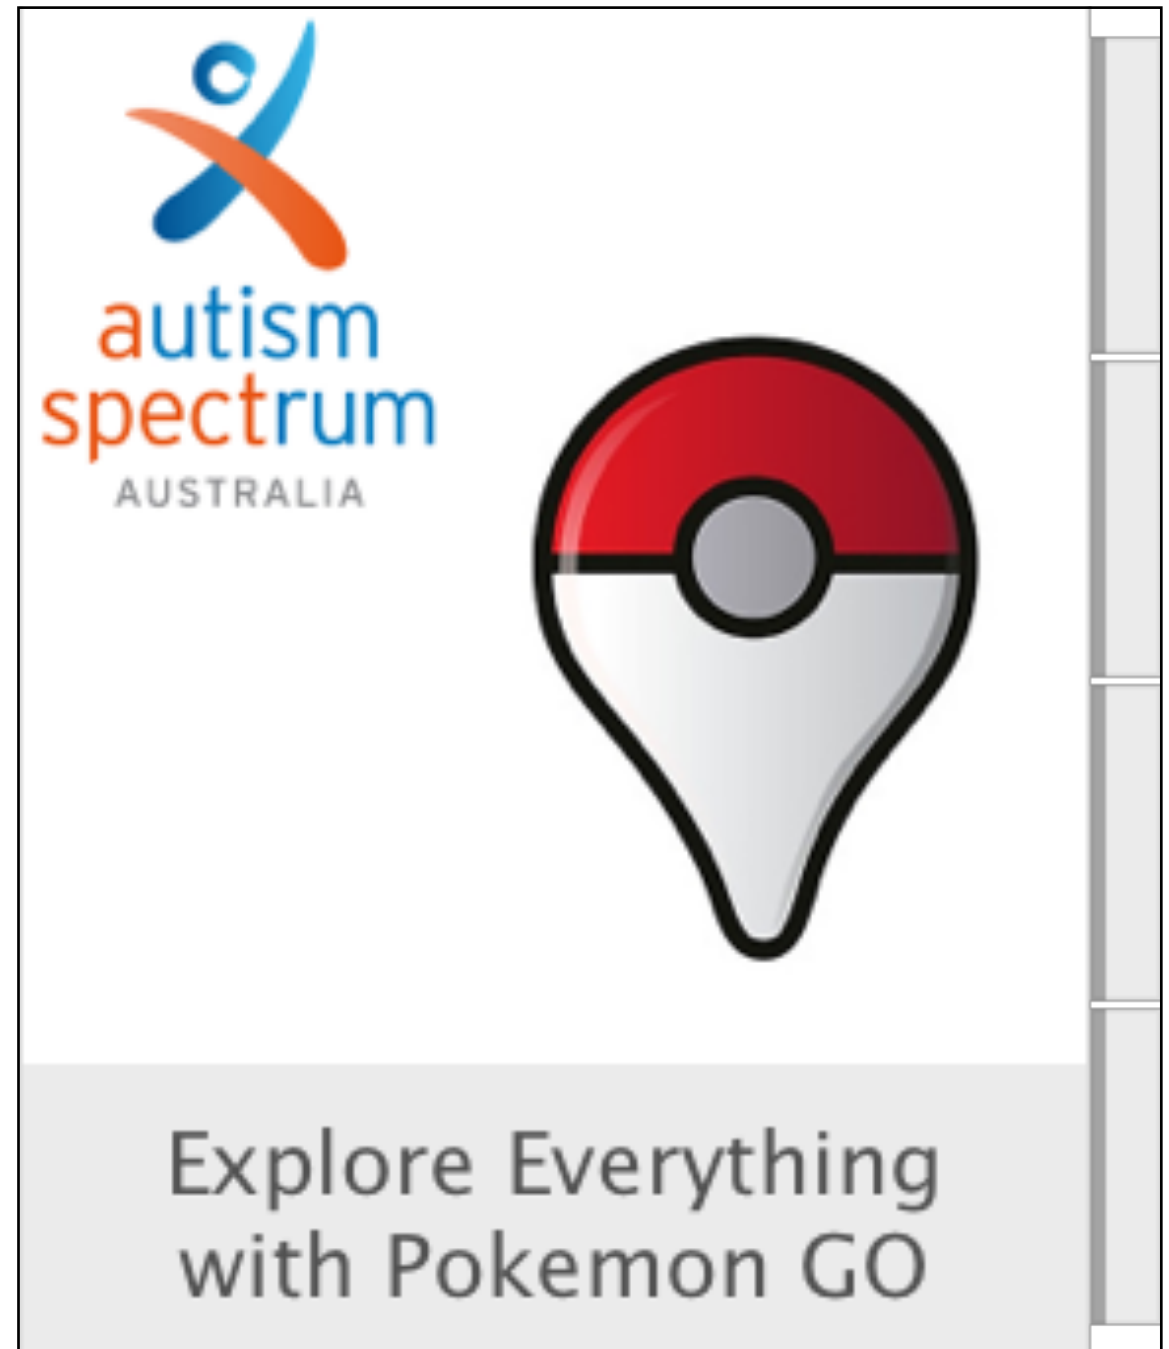 autism
spectrum
AUSTRALIA
Explore Everything
with Pokemon GO